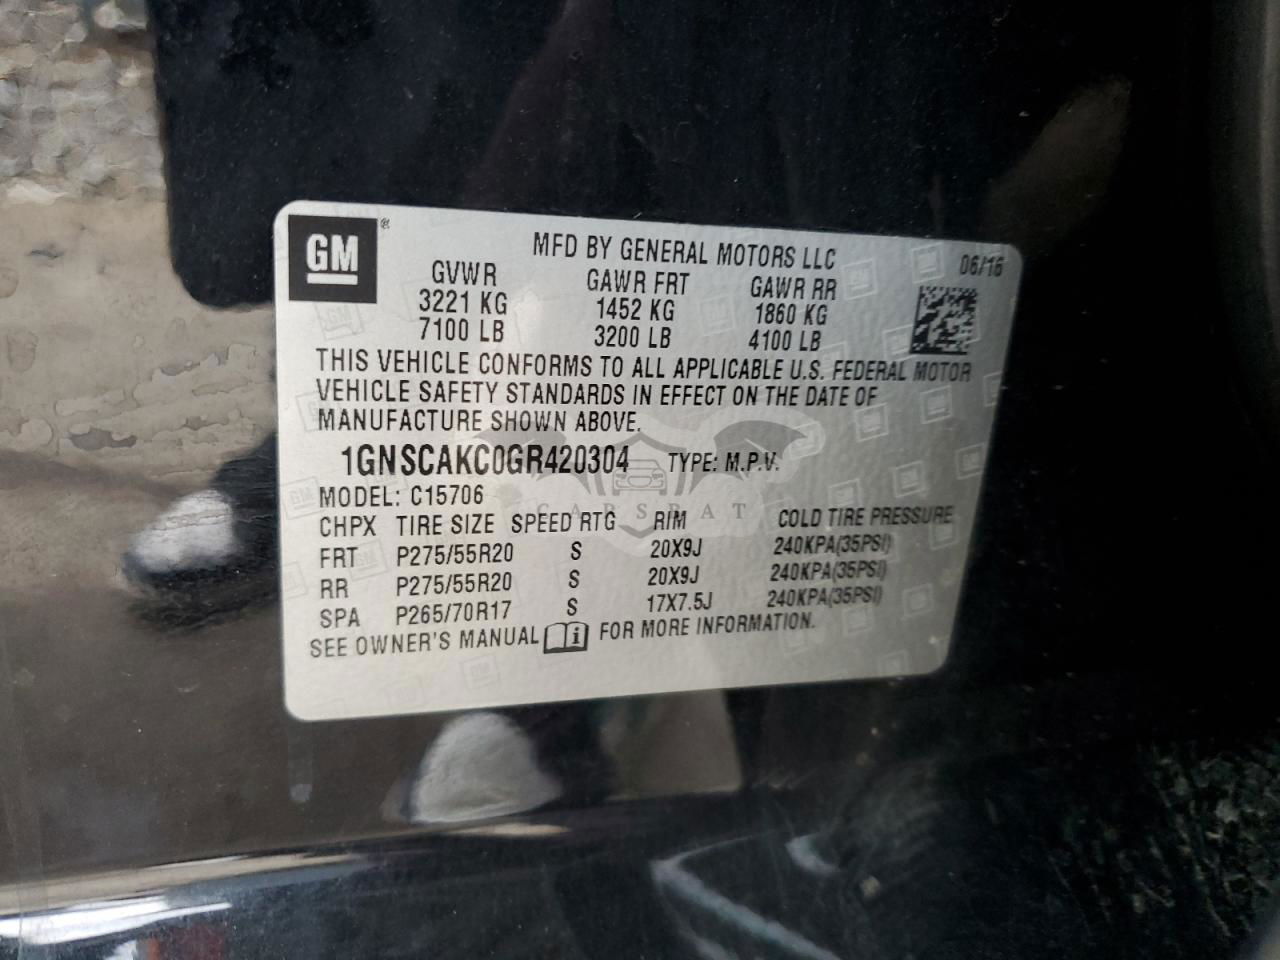 GM®
MFD BY GENERAL MOTORS LLC 06/16
GVWR GAWR FRT GAWR RR
3221 KG 1452 KG 1860 KG
7100 LB 3200 LB 4100 LB
THIS VEHICLE CONFORMS TO ALL APPLICABLE U.S. FEDERAL MOTOR
VEHICLE SAFETY STANDARDS IN EFFECT ON THE DATE OF
MANUFACTURE SHOWN ABOVE.
1GNSCAKC0GR420304 TYPE: M.P.V.
MODEL: C15706
CARSBAT
CHPX TIRE SIZE SPEED RTG RIM COLD TIRE PRESSURE
FRT P275/55R20 S 20X9J 240KPA(35PSI)
RR P275/55R20 S 20X9J 240KPA(35PSI)
SPA P265/70R17 S 17X7.5J 240KPA(35PSI)
SEE OWNER'S MANUAL i FOR MORE INFORMATION.